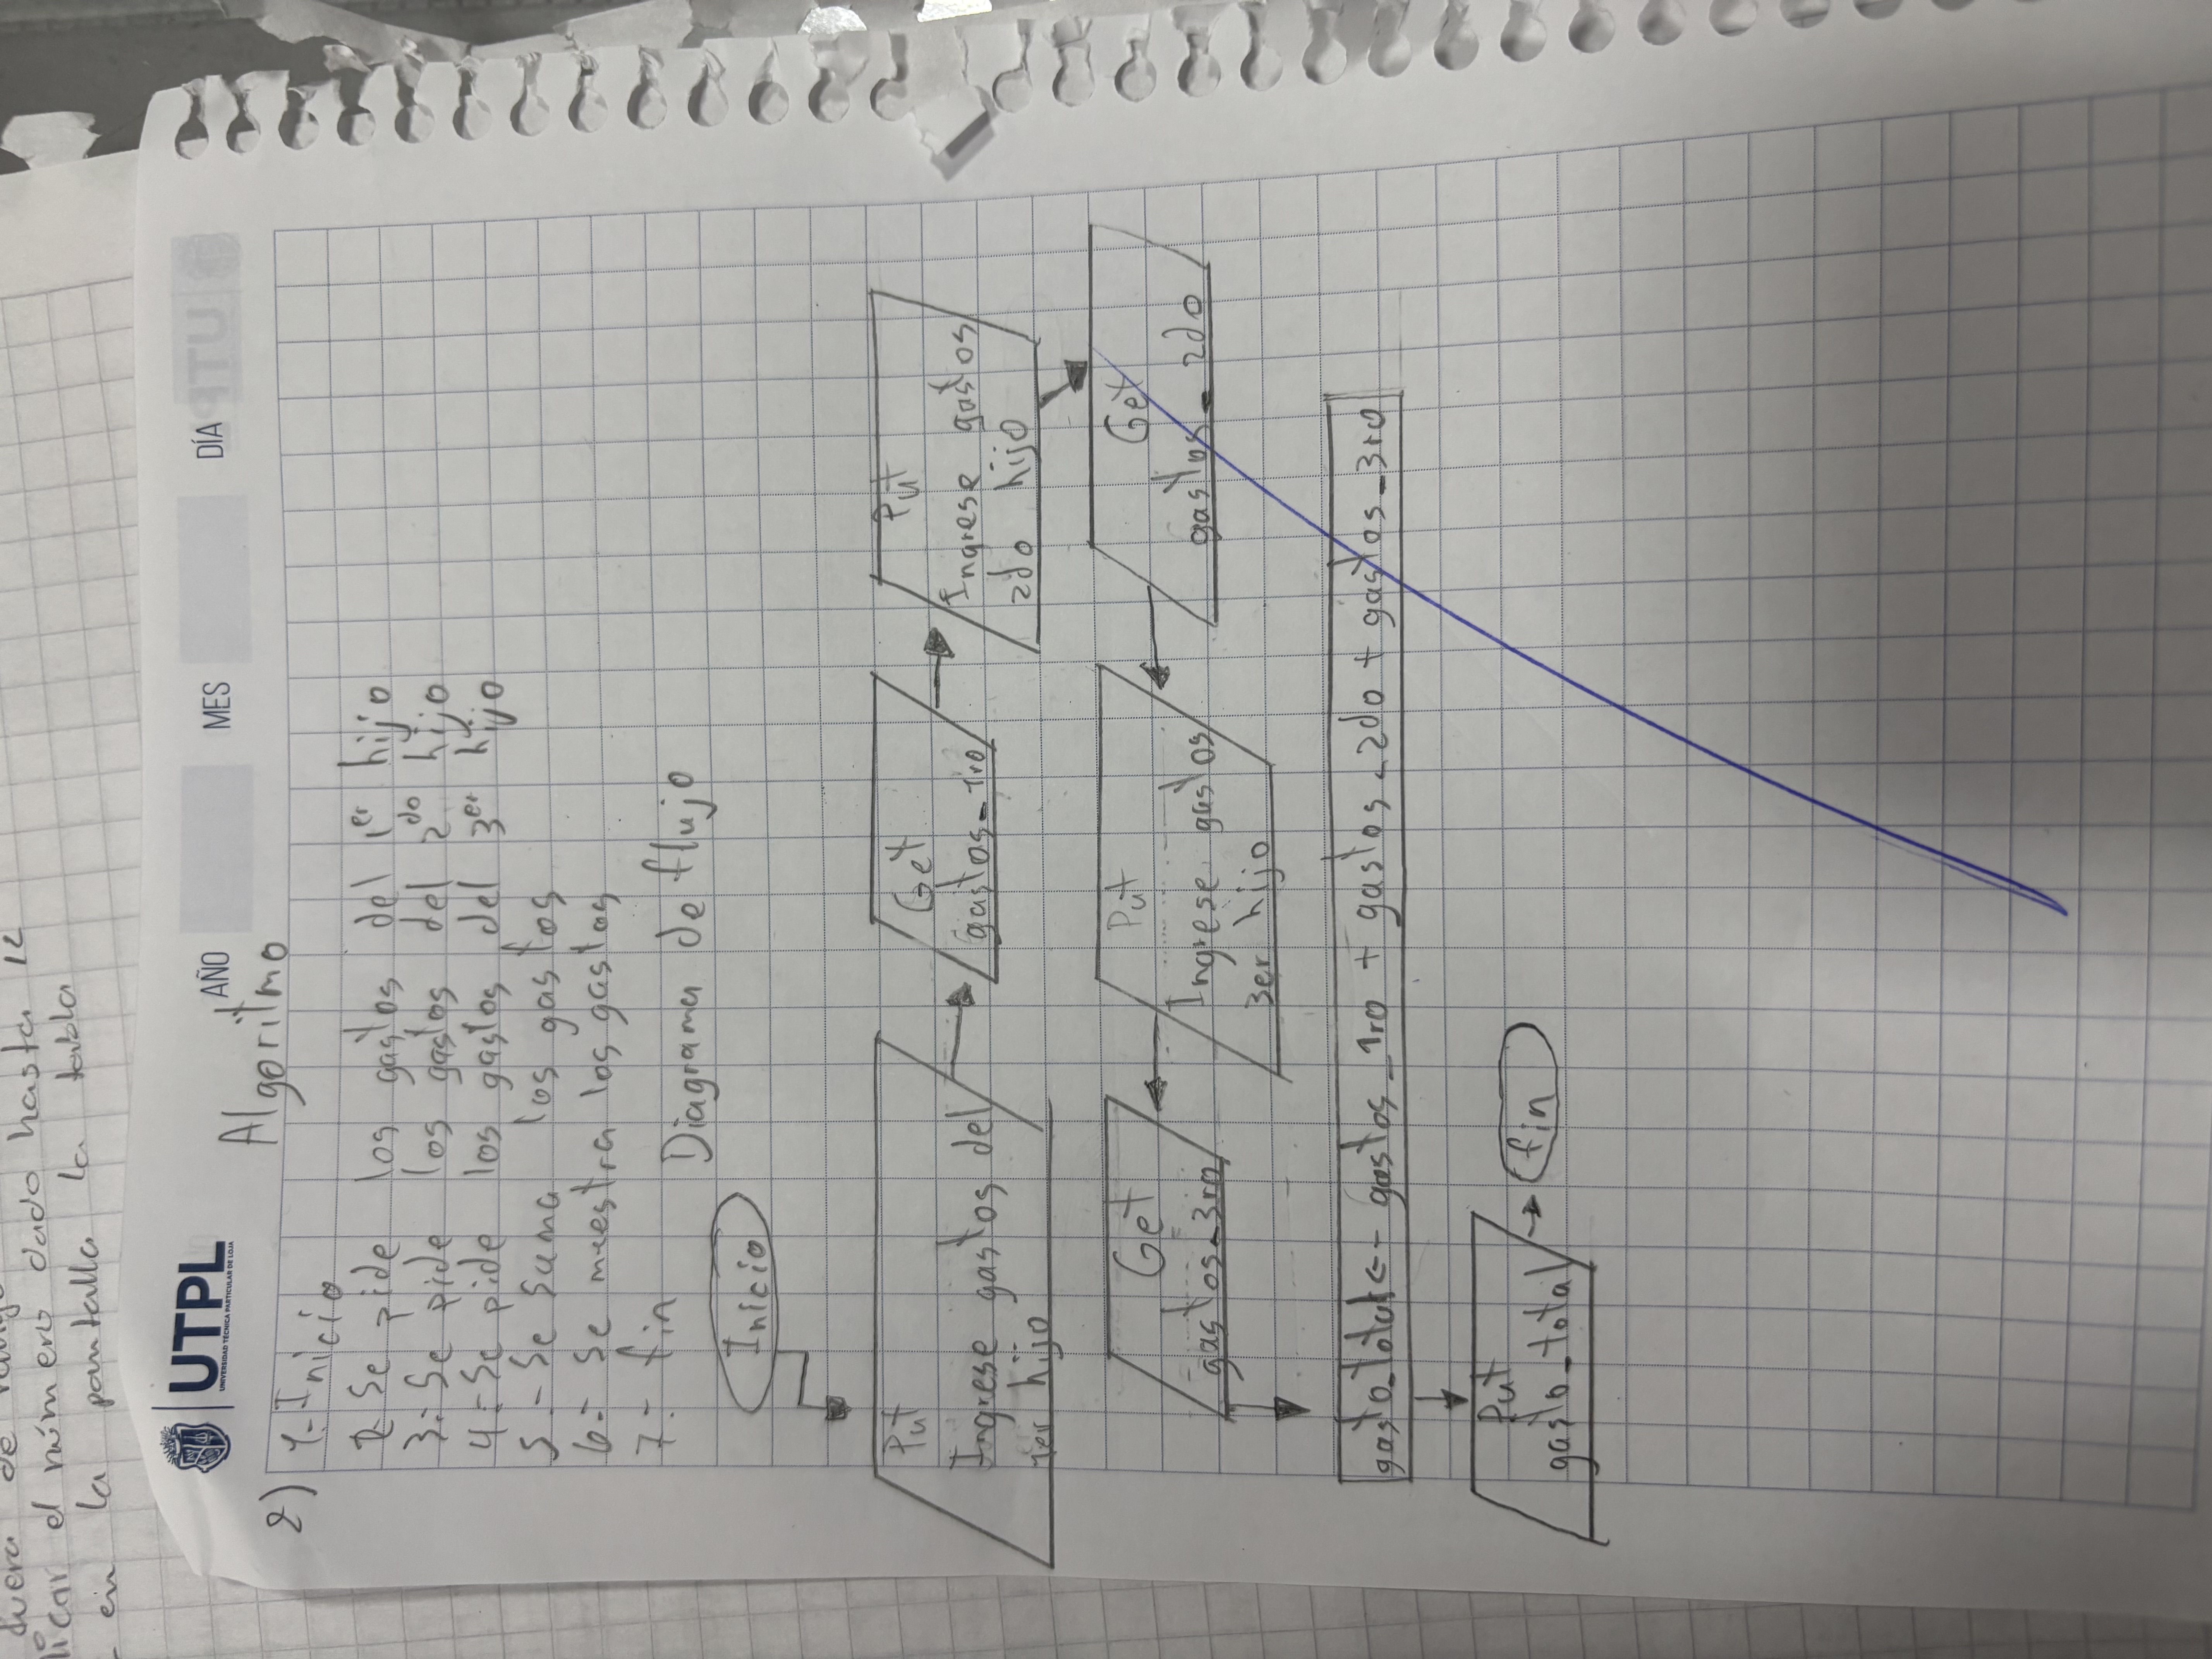 de
licar el número dado hasta 12
en la pantalla la tabla
UTPL
UNIVERSIDAD TÉCNICA PARTICULAR DE LOJA
AÑO MES DÍA
Algoritmo
2) 1.- Inicio
2- Se pide los gastos del 1er hijo
3.- Se pide los gastos del 2do hijo
4.- Se pide los gastos del 3er hijo
5.- Se suma los gastos
6.- Se muestra los gastos
7.- fin
Diagrama de flujo
Inicio
Put
Ingrese gastos del
1er hijo
Get
gastos_1ro
Put
Ingrese gastos
2do hijo
Get
gastos_2do
Put
Ingrese gastos
3er hijo
Get
gastos_3ro
gasto_total <-- gastos_1ro + gastos_2do + gastos_3ro
Put
gasto_total
fin